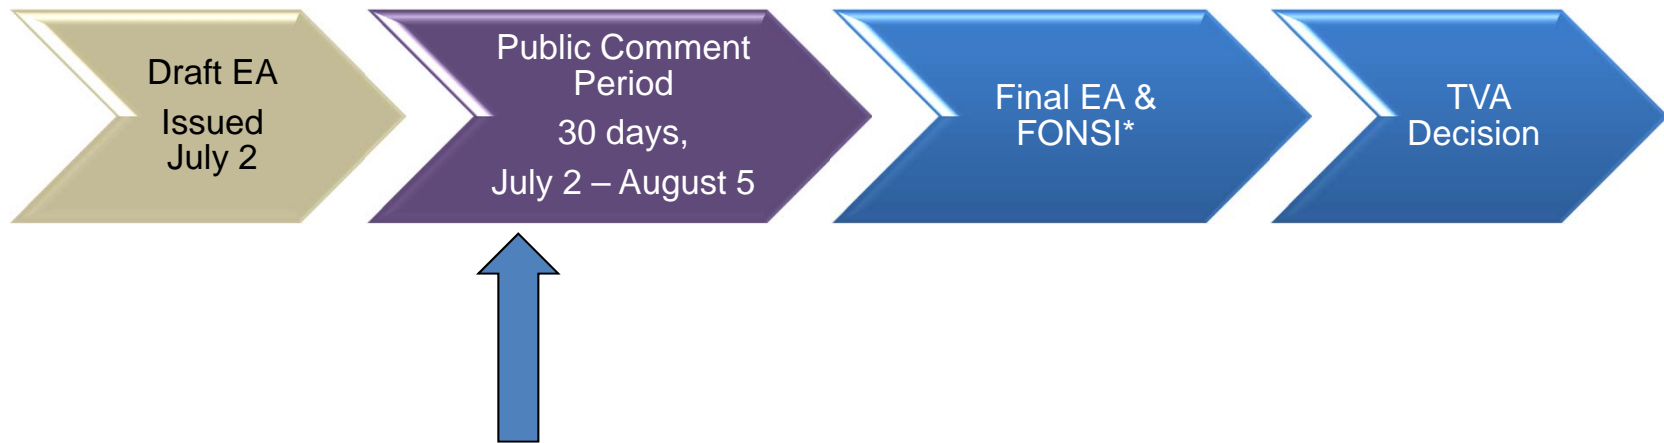 Draft EA
Issued
July 2
Public Comment
Period
30 days,
July 2 – August 5
Final EA &
FONSI*
TVA
Decision